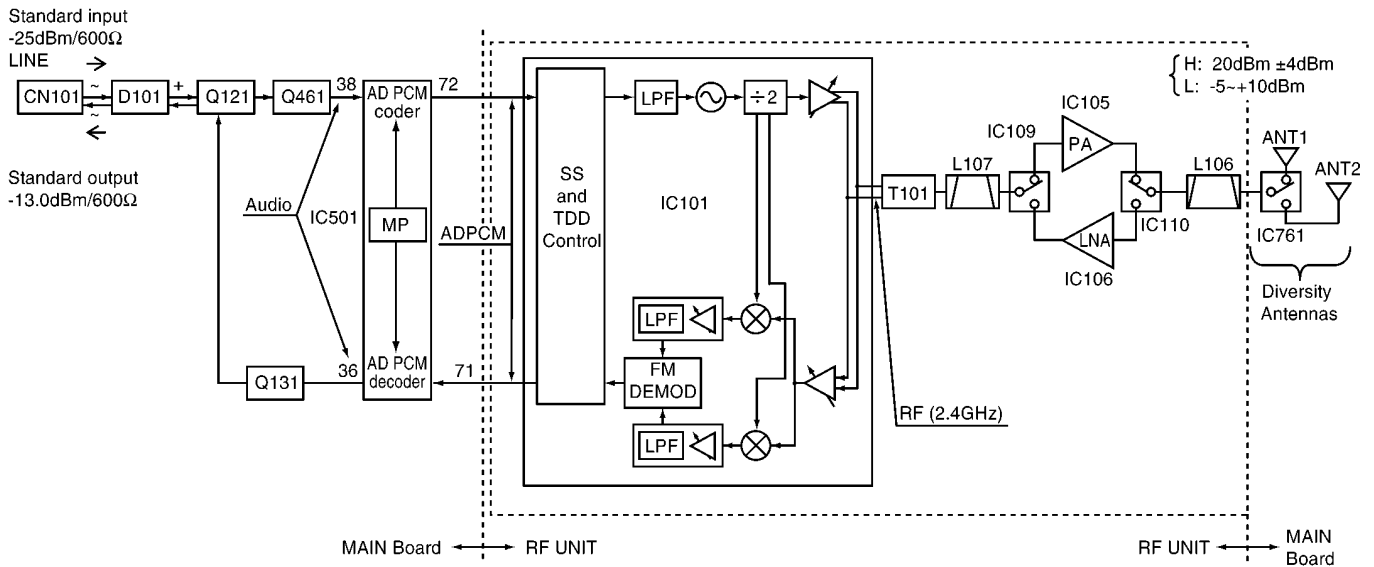 Standard input
-25dBm/600Ω
LINE
CN101
~
~
D101
+
Q121
Q461
38
AD PCM
coder
72
Standard output
-13.0dBm/600Ω
Audio
IC501
MP
ADPCM
Q131
36
AD PCM
decoder
71
SS
and
TDD
Control
LPF
÷2
IC101
LPF
FM
DEMOD
LPF
RF (2.4GHz)
T101
L107
IC109
IC105
PA
LNA
IC106
IC110
L106
H: 20dBm ±4dBm
L: -5~+10dBm
ANT1
ANT2
IC761
Diversity
Antennas
MAIN Board
RF UNIT
RF UNIT
MAIN
Board